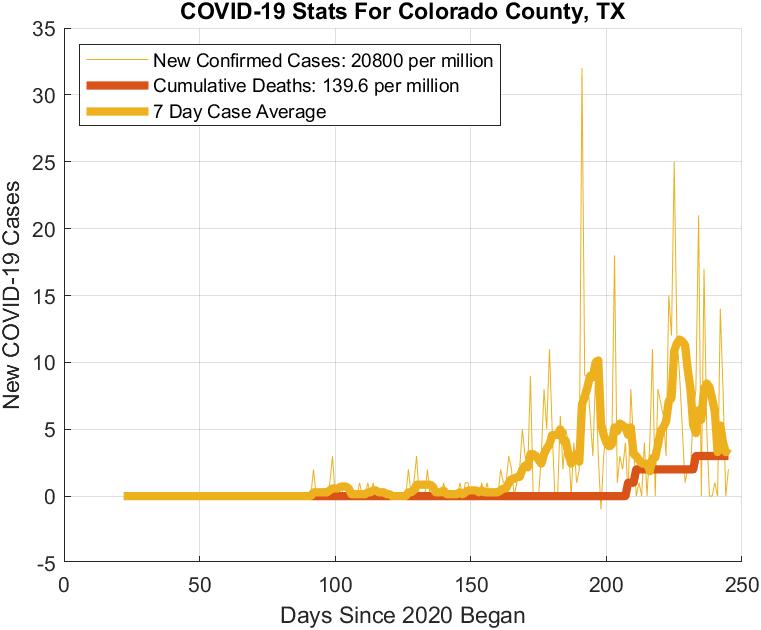 COVID-19 Stats For Colorado County, TX
New Confirmed Cases: 20800 per million
Cumulative Deaths: 139.6 per million
7 Day Case Average
New COVID-19 Cases
35
30
25
20
15
10
5
0
-5
0 50 100 150 200 250
Days Since 2020 Began